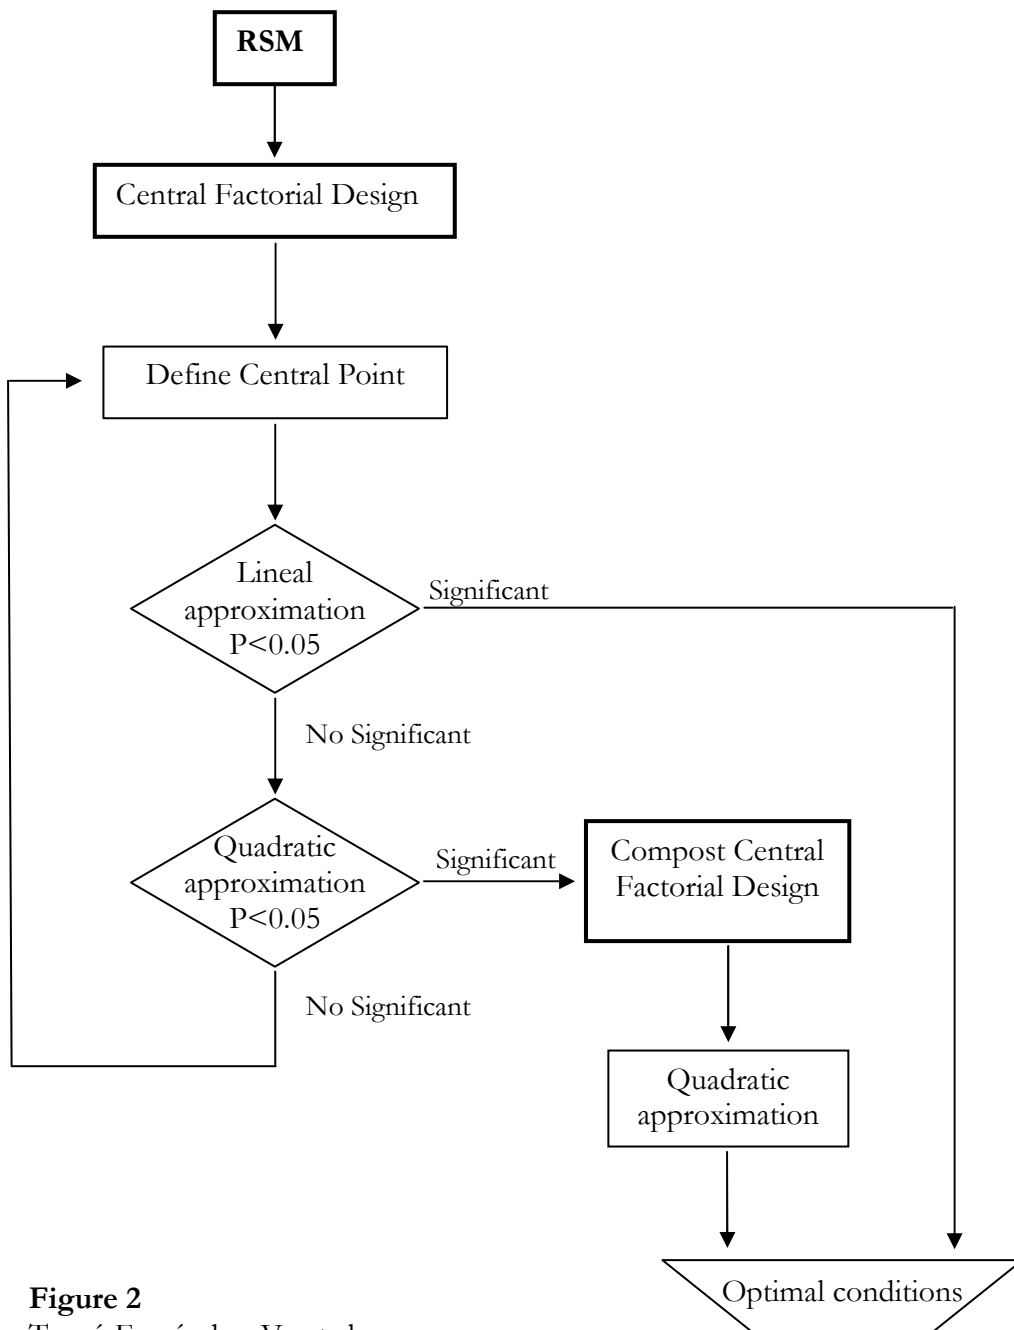 RSM
Central Factorial Design
Define Central Point
Lineal
approximation
P<0.05
Significant
No Significant
Quadratic
approximation
P<0.05
Significant
Compost Central
Factorial Design
No Significant
Quadratic
approximation
Optimal conditions
Figure 2